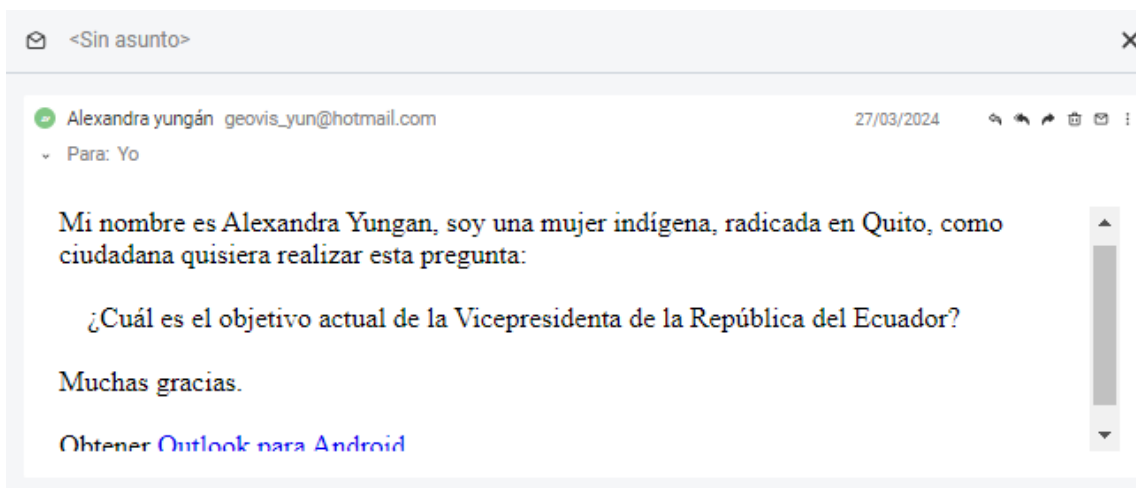 <Sin asunto>
Alexandra yungán geovis_yun@hotmail.com 27/03/2024
Para: Yo
Mi nombre es Alexandra Yungan, soy una mujer indígena, radicada en Quito, como
ciudadana quisiera realizar esta pregunta:
¿Cuál es el objetivo actual de la Vicepresidenta de la República del Ecuador?
Muchas gracias.
Obtener Outlook para Android